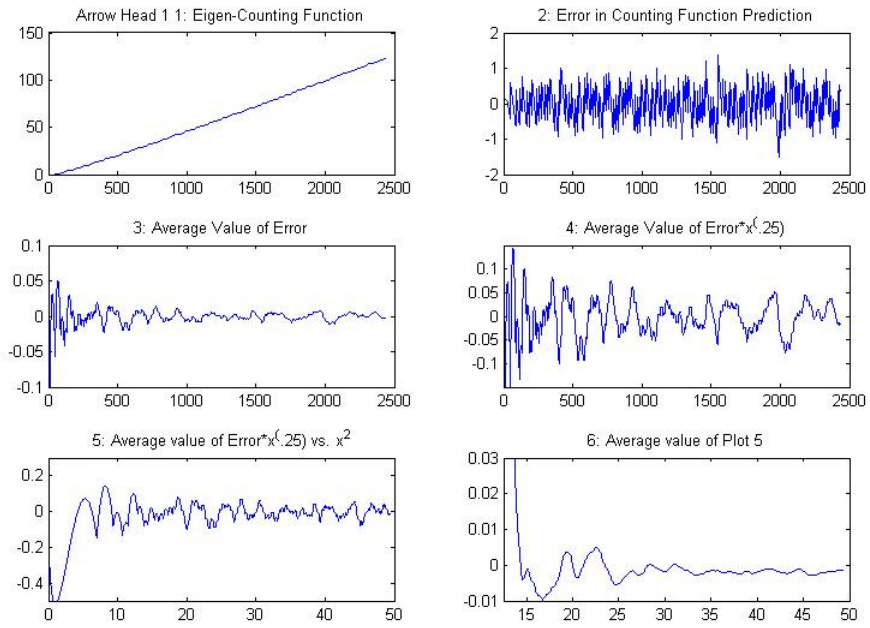 Arrow Head 1 1: Eigen-Counting Function
150
100
50
0
0 500 1000 1500 2000 2500
2: Error in Counting Function Prediction
2
1
0
-1
-2
0 500 1000 1500 2000 2500
3: Average Value of Error
0.1
0.05
0
-0.05
-0.1
0 500 1000 1500 2000 2500
4: Average Value of Error*x(.25)
0.1
0.05
0
-0.05
-0.1
0 500 1000 1500 2000 2500
5: Average value of Error*x(.25) vs. x²
0.2
0
-0.2
-0.4
0 10 20 30 40 50
6: Average value of Plot 5
0.03
0.02
0.01
0
-0.01
15 20 25 30 35 40 45 50